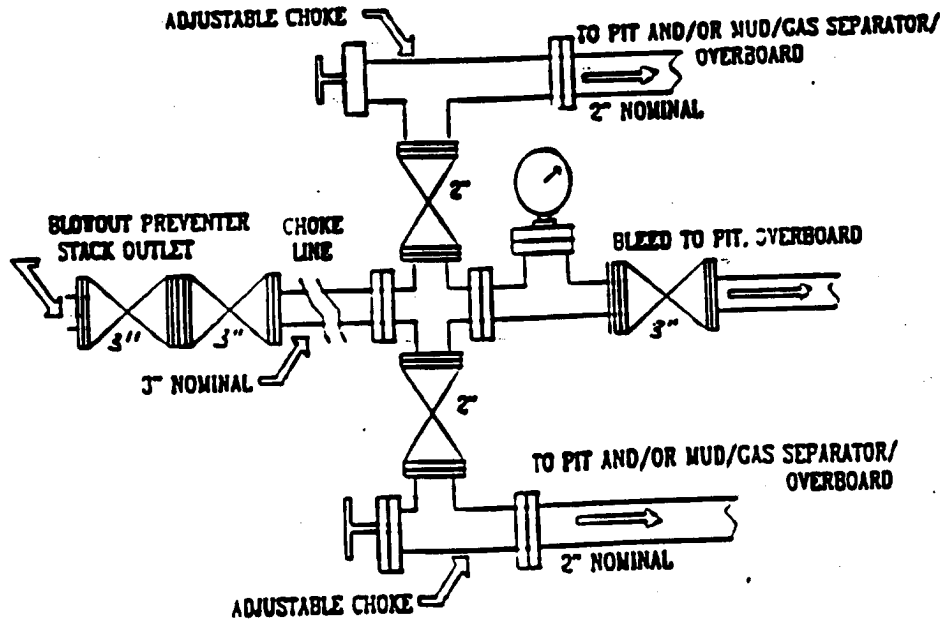 ADJUSTABLE CHOKE
TO PIT AND/OR MUD/GAS SEPARATOR/
OVERBOARD
2" NOMINAL
2"
BLOWOUT PREVENTER
STACK OUTLET
CHOKE
LINE
BLEED TO PIT, OVERBOARD
3"
3"
3"
3" NOMINAL
2"
TO PIT AND/OR MUD/GAS SEPARATOR/
OVERBOARD
2" NOMINAL
ADJUSTABLE CHOKE